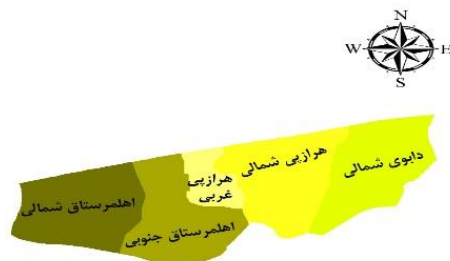 N
W
H
S
دابوی شمالی
هرازپی شمالی
هرازپی
غربی
اهلمرستاق شمالی
اهلمرستاق جنوبی